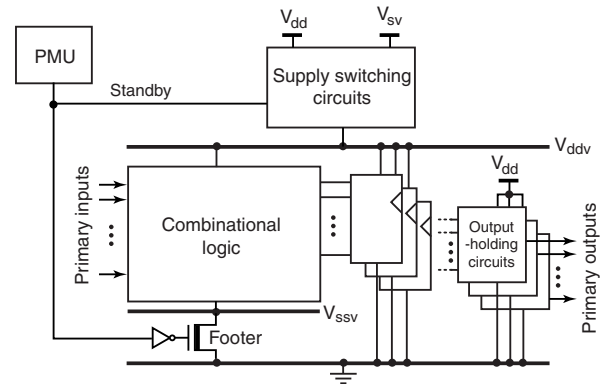 V_dd
V_sv
PMU
Supply switching
circuits
Standby
V_ddv
Primary inputs
Combinational
logic
V_dd
Output
-holding
circuits
Primary outputs
V_ssv
Footer